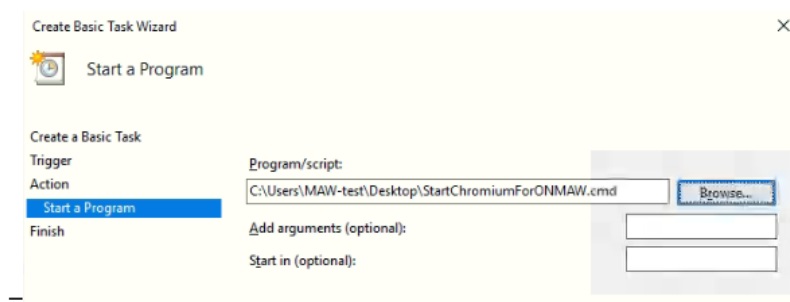 Create Basic Task Wizard
Start a Program
Create a Basic Task
Trigger
Action
Start a Program
Finish
Program/script:
C:\Users\MAW-test\Desktop\StartChromiumForONMAW.cmd
Browse...
Add arguments (optional):
Start in (optional):